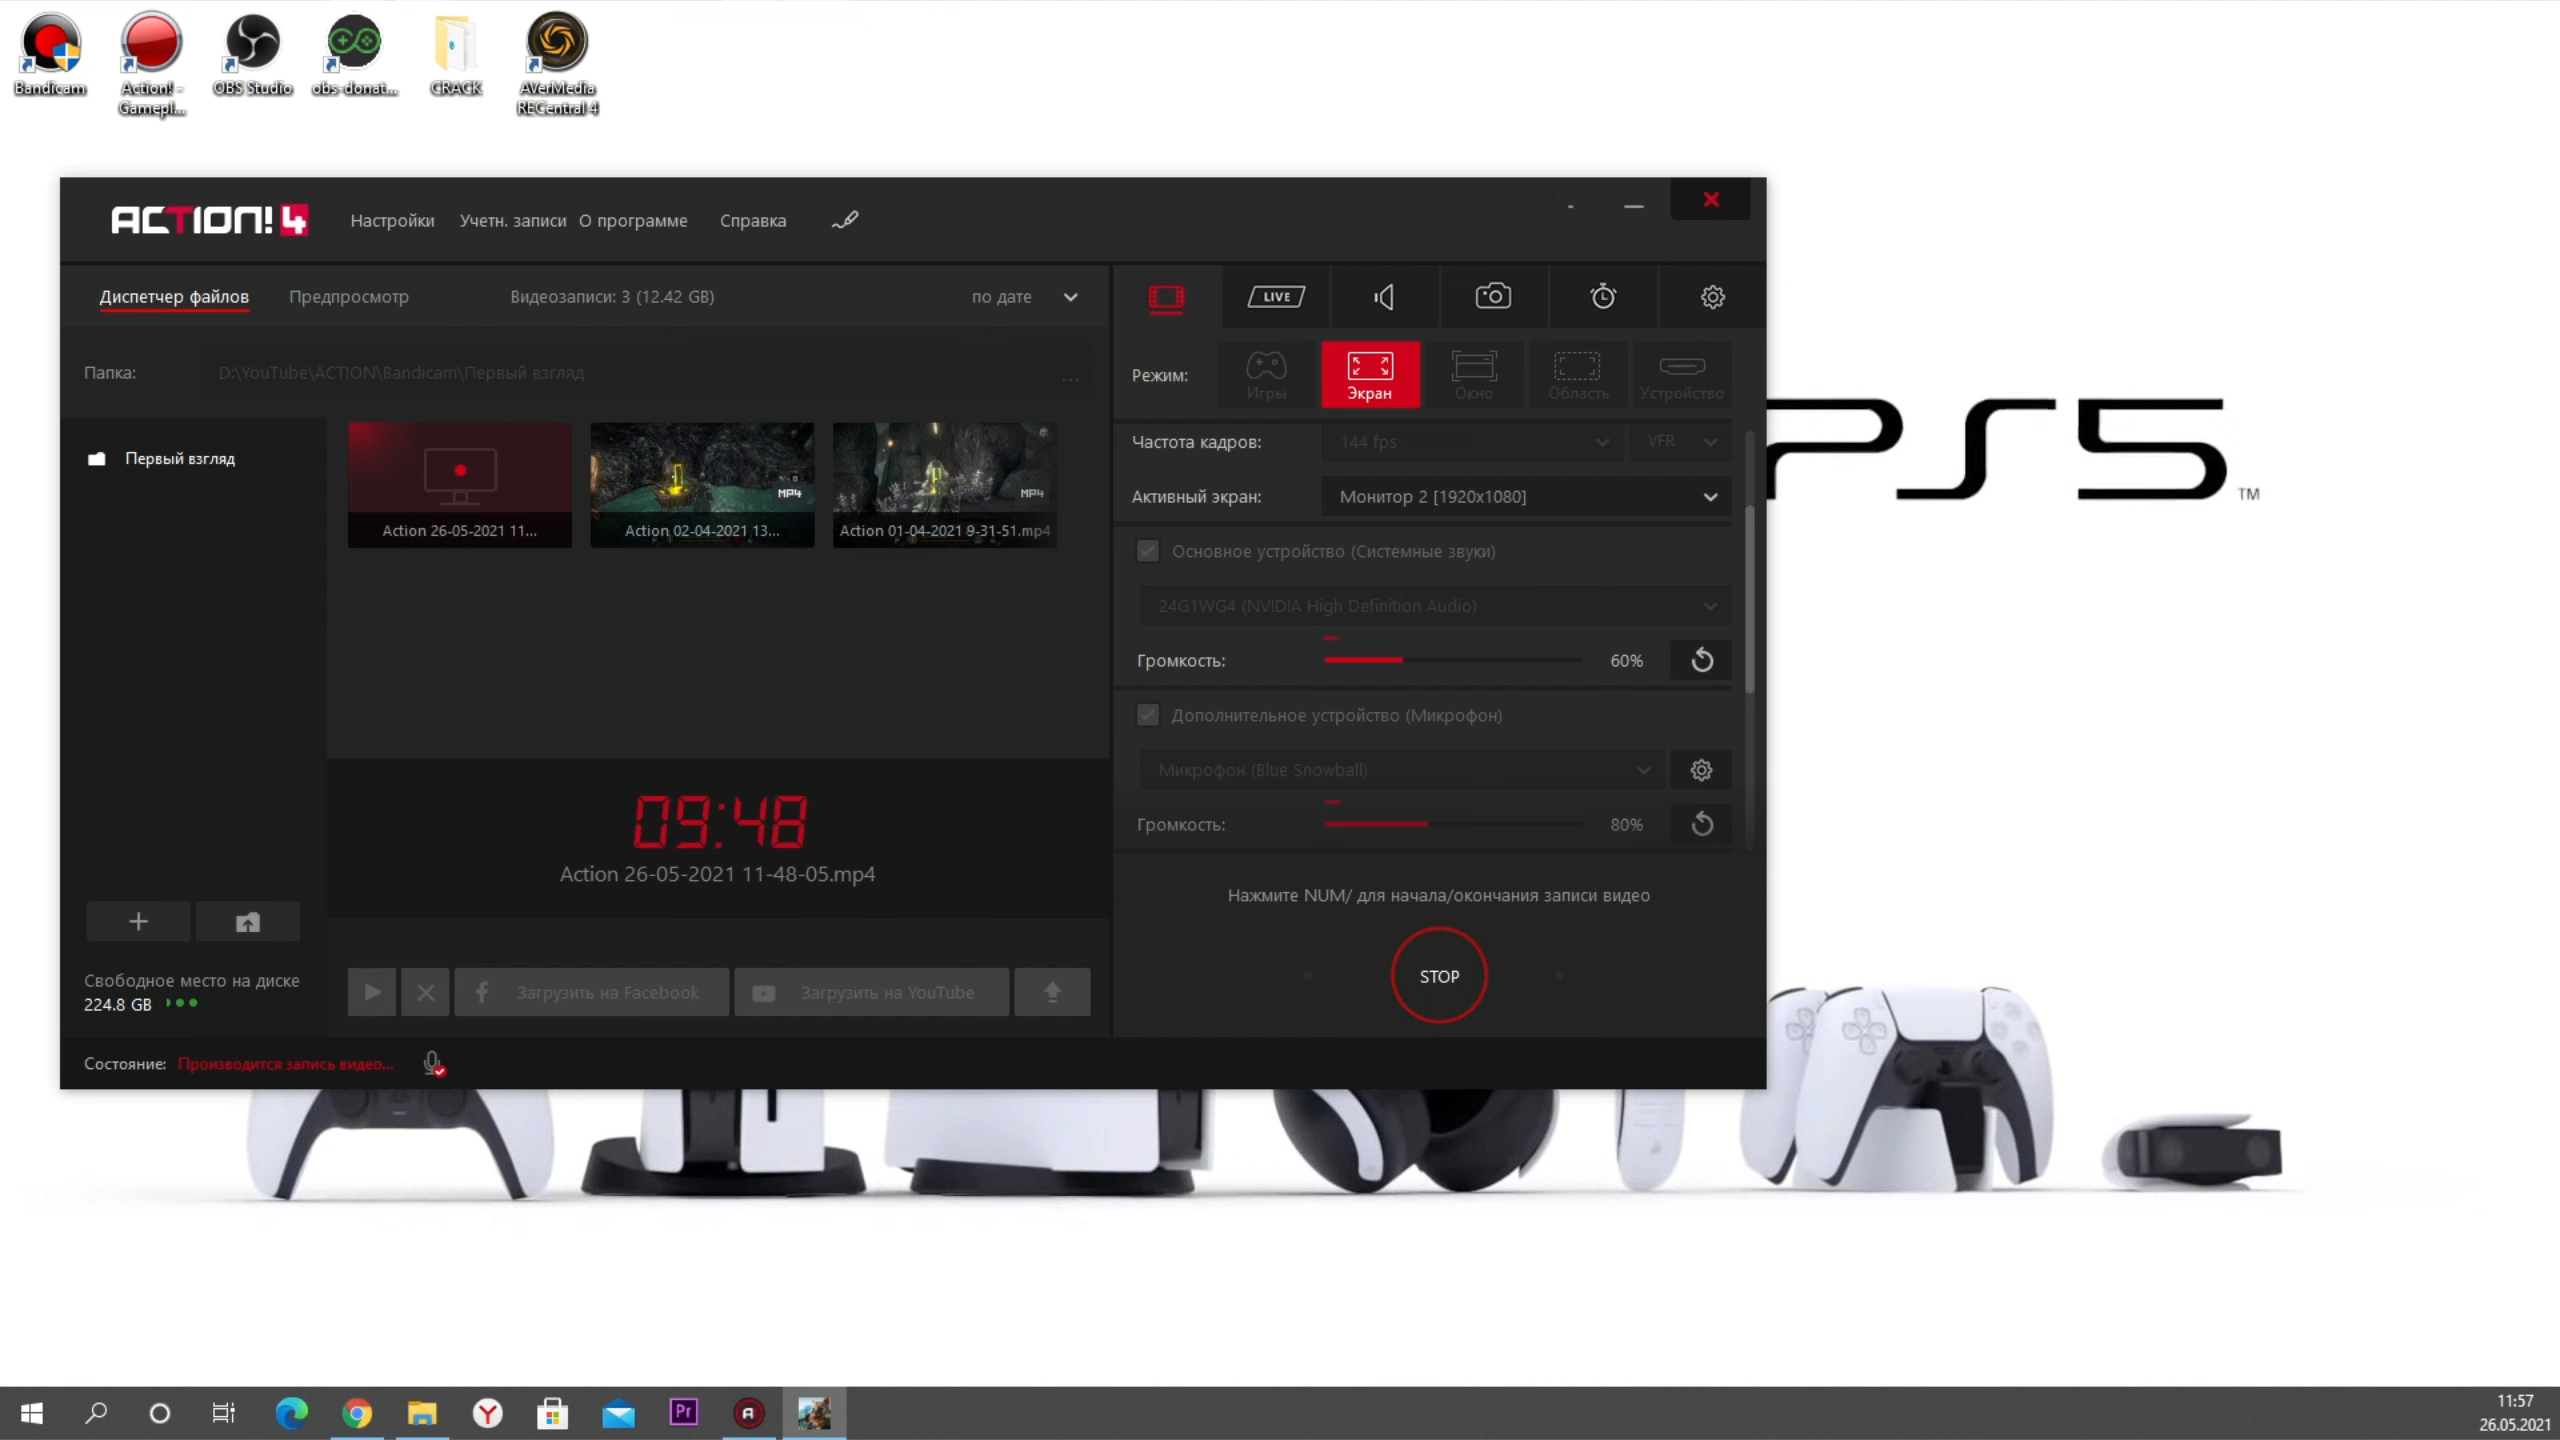 Bandicam
Action! - Gamepl...
OBS Studio
obs-donat...
CRACK
AVerMedia RECentral 4
ACTION! 4
Настройки
Учетн. записи
О программе
Справка
Диспетчер файлов
Предпросмотр
Видеозаписи: 3 (12.42 GB)
по дате
LIVE
Папка:
D:\YouTube\ACTION\Bandicam\Первый взгляд
...
Режим:
Игры
Экран
Окно
Область
Устройство
PS5
TM
Первый взгляд
MP4
MP4
Action 26-05-2021 11...
Action 02-04-2021 13...
Action 01-04-2021 9-31-51.mp4
Частота кадров:
144 fps
VFR
Активный экран:
Монитор 2 [1920x1080]
Основное устройство (Системные звуки)
24G1WG4 (NVIDIA High Definition Audio)
Громкость:
60%
Дополнительное устройство (Микрофон)
Микрофон (Blue Snowball)
Громкость:
80%
09:48
Action 26-05-2021 11-48-05.mp4
Нажмите NUM/ для начала/окончания записи видео
STOP
Свободное место на диске
224.8 GB
Загрузить на Facebook
Загрузить на YouTube
Состояние:
Производится запись видео...
Pr
11:57
26.05.2021